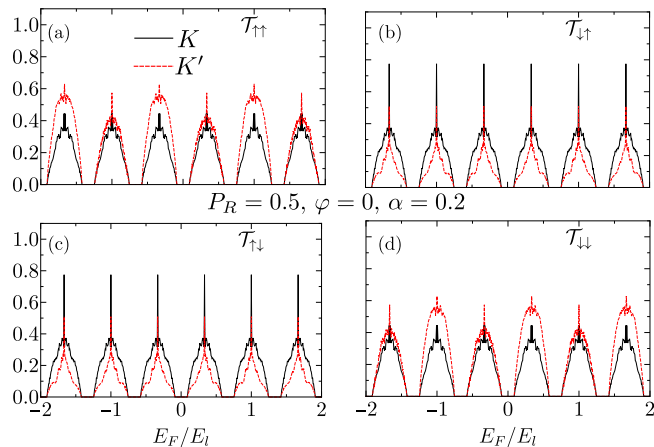 1.0
0.8
0.6
0.4
0.2
0.0
(a)
K
K′
𝒯↑↑
(b)
𝒯↓↑
P_R = 0.5, φ = 0, α = 0.2
1.0
0.8
0.6
0.4
0.2
0.0
(c)
𝒯↑↓
(d)
𝒯↓↓
−2 −1 0 1 2
−2 −1 0 1 2
E_F/E_l
E_F/E_l